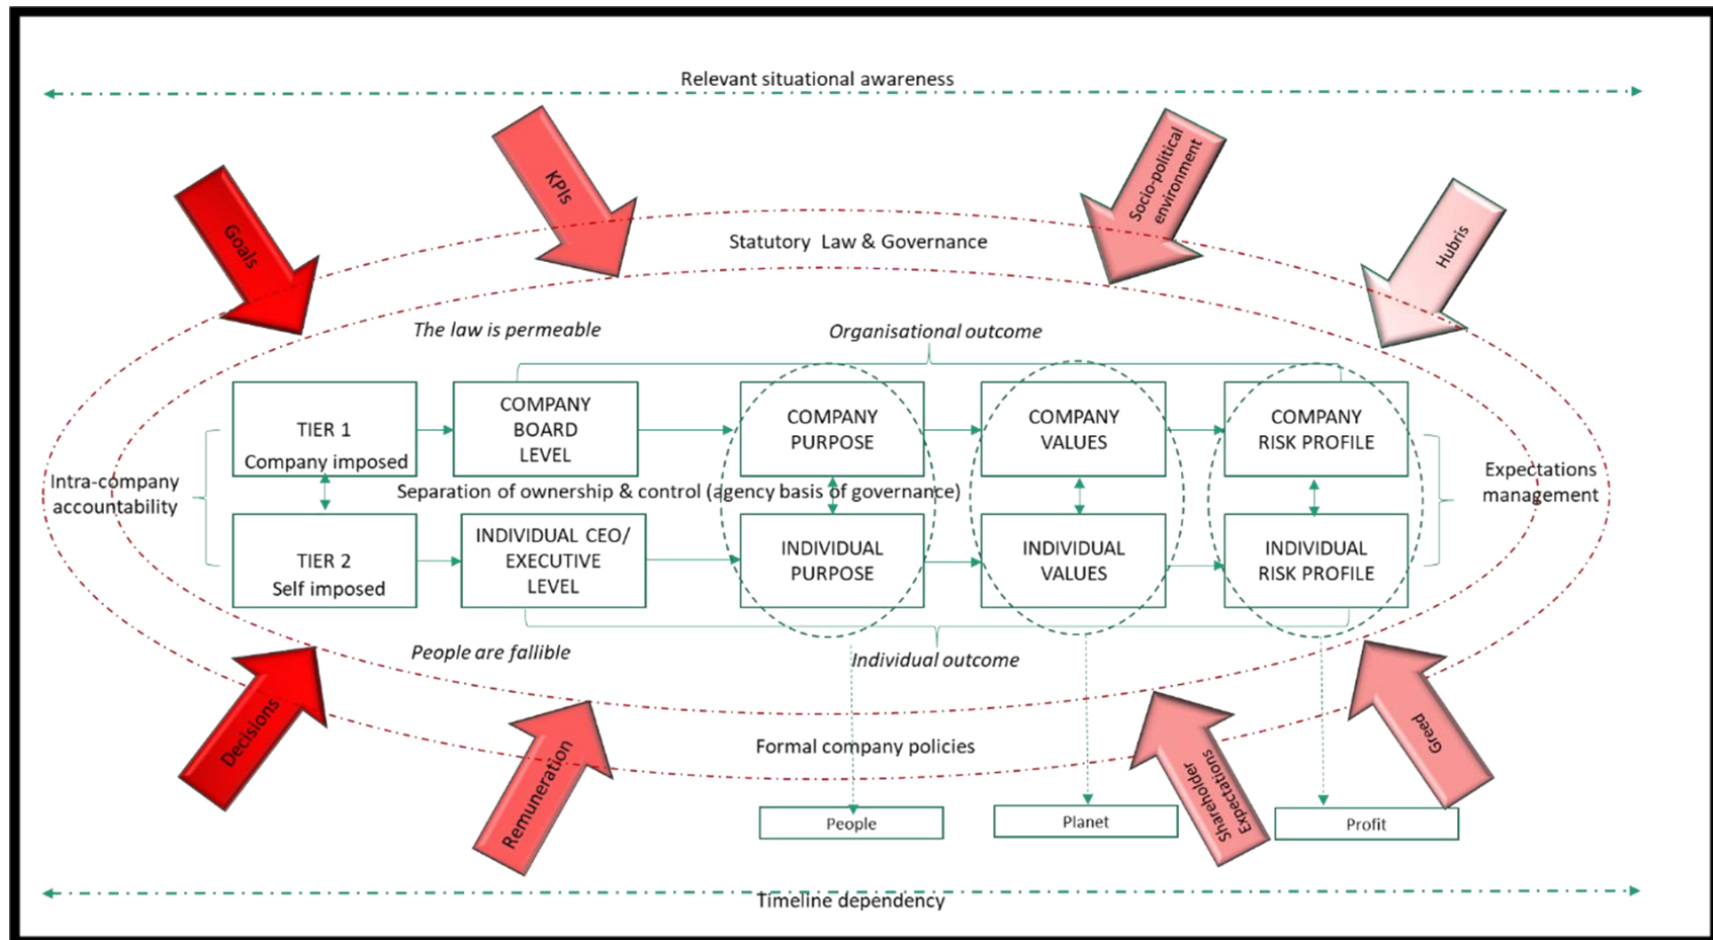 Relevant situational awareness
Goals
KPIs
Socio-political
environment
Hubris
Statutory Law & Governance
The law is permeable
Organisational outcome
TIER 1
Company imposed
COMPANY
BOARD
LEVEL
COMPANY
PURPOSE
COMPANY
VALUES
COMPANY
RISK PROFILE
Intra-company
accountability
Separation of ownership & control (agency basis of governance)
Expectations
management
TIER 2
Self imposed
INDIVIDUAL CEO/
EXECUTIVE
LEVEL
INDIVIDUAL
PURPOSE
INDIVIDUAL
VALUES
INDIVIDUAL
RISK PROFILE
People are fallible
Individual outcome
Decisions
Remuneration
Formal company policies
Shareholder
Expectations
Greed
People
Planet
Profit
Timeline dependency